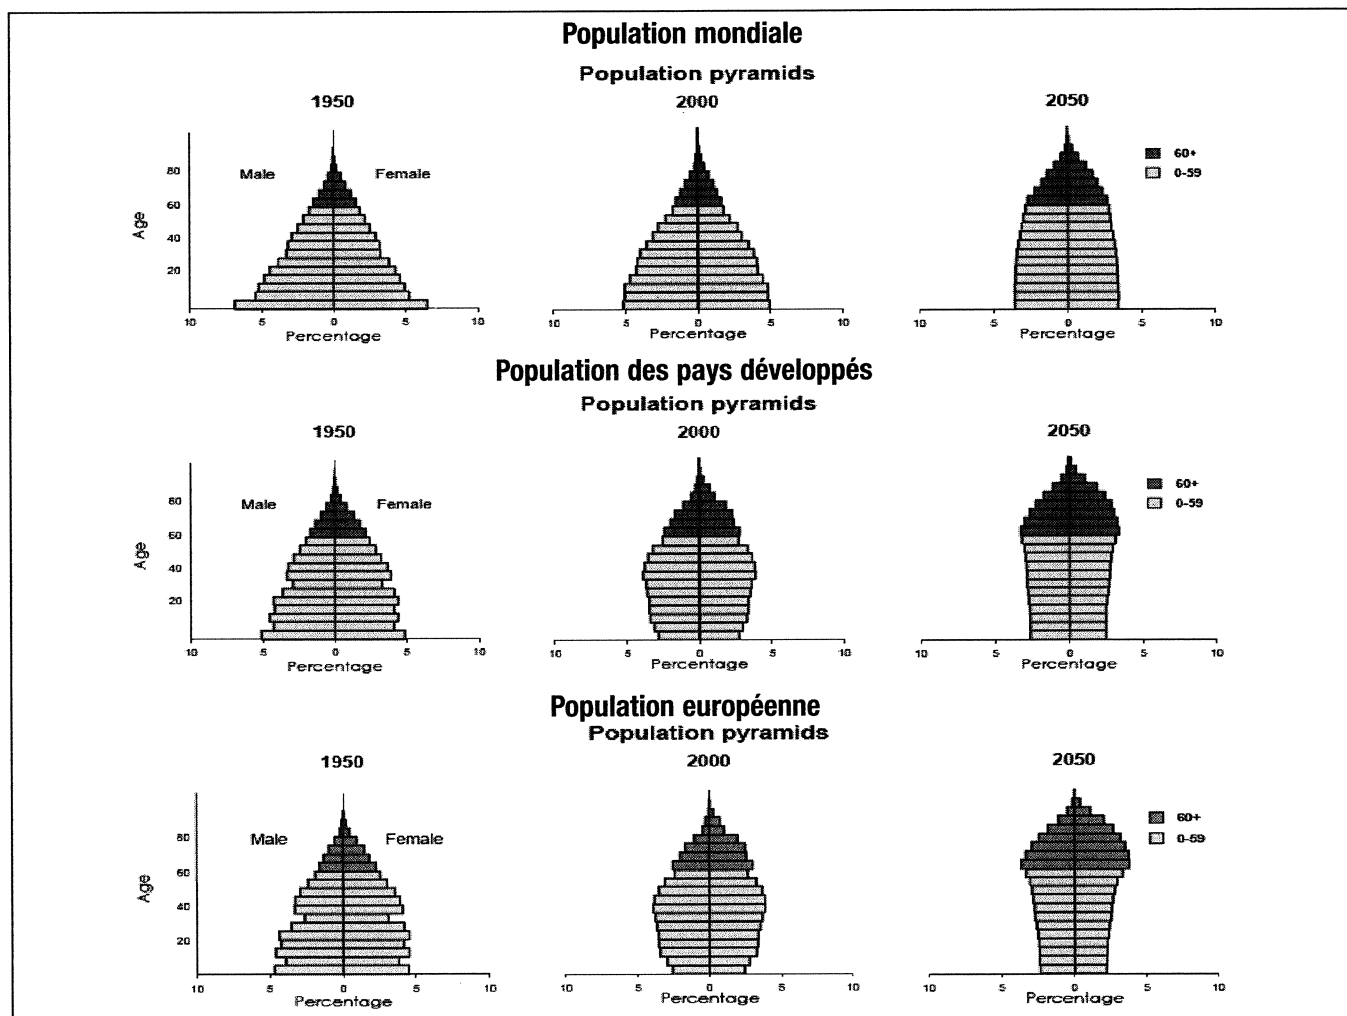 Population mondiale
Population pyramids
1950 2000 2050
Male Female
60+
0-59
Age
80
60
40
20
10 5 0 5 10 10 5 0 5 10 10 5 0 5 10
Percentage Percentage Percentage
Population des pays développés
Population pyramids
1950 2000 2050
Male Female
60+
0-59
Age
80
60
40
20
10 5 0 5 10 10 5 0 5 10 10 5 0 5 10
Percentage Percentage Percentage
Population européenne
Population pyramids
1950 2000 2050
Male Female
60+
0-59
Age
80
60
40
20
10 5 0 5 10 10 5 0 5 10 10 5 0 5 10
Percentage Percentage Percentage